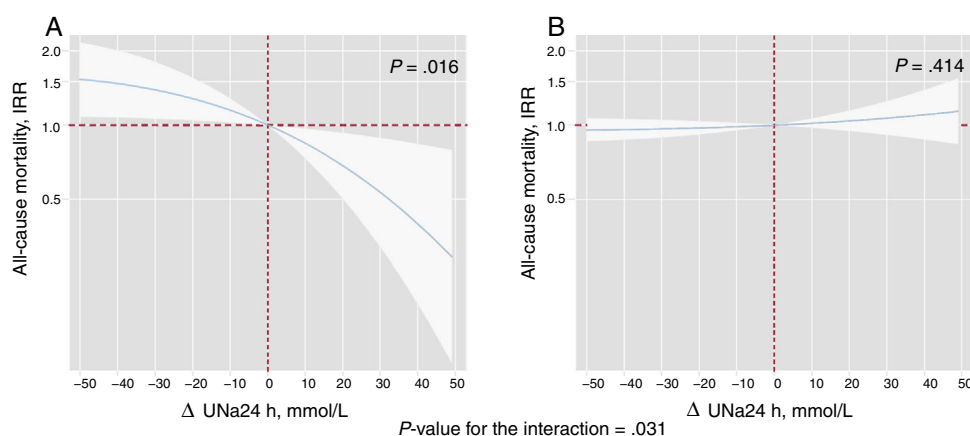 A
All-cause mortality, IRR
2.0
1.5
1.0
0.5
P = .016
−50 −40 −30 −20 −10 0 10 20 30 40 50
Δ UNa24 h, mmol/L
B
All-cause mortality, IRR
2.0
1.5
1.0
0.5
P = .414
−50 −40 −30 −20 −10 0 10 20 30 40 50
Δ UNa24 h, mmol/L
P-value for the interaction = .031